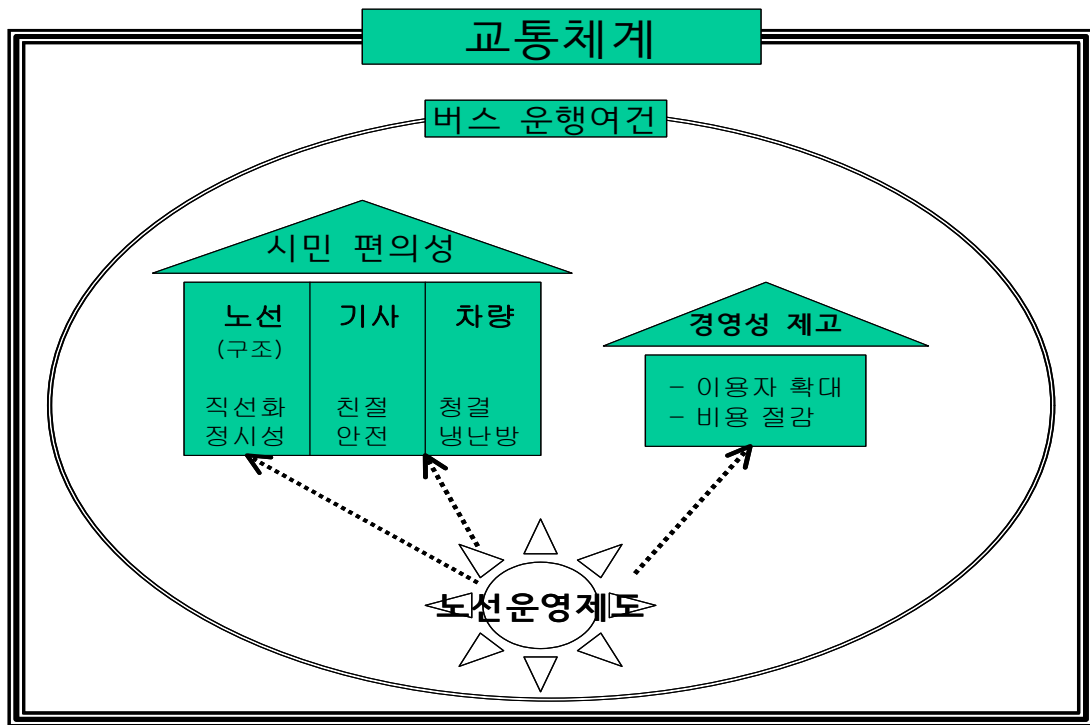 교통체계
버스 운행여건
시민 편의성
노선
(구조)
직선화
정시성
기사
친절
안전
차량
청결
냉난방
경영성 제고
- 이용자 확대
- 비용 절감
노선운영제도